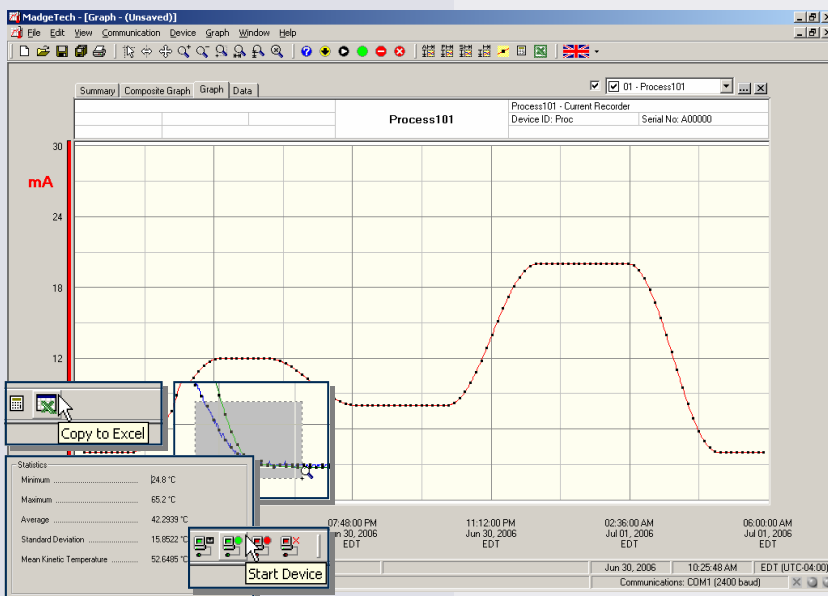 MadgeTech - [Graph - (Unsaved)]
File Edit View Communication Device Graph Window Help
Summary Composite Graph Graph Data
01 - Process101
...
Process101
Process101 - Current Recorder
Device ID: Proc Serial No: A00000
30
mA
24
18
12
Copy to Excel
Statistics
Minimum 24.8 °C
Maximum 65.2 °C
Average 42.2939 °C
Standard Deviation 15.8522 °C
Mean Kinetic Temperature 52.6485 °C
Start Device
07:48:00 PM
Jun 30, 2006
EDT
11:12:00 PM
Jun 30, 2006
EDT
02:36:00 AM
Jul 01, 2006
EDT
06:00:00 AM
Jul 01, 2006
EDT
Jun 30, 2006 10:25:48 AM EDT (UTC-04:00)
Communications: COM1 (2400 baud)